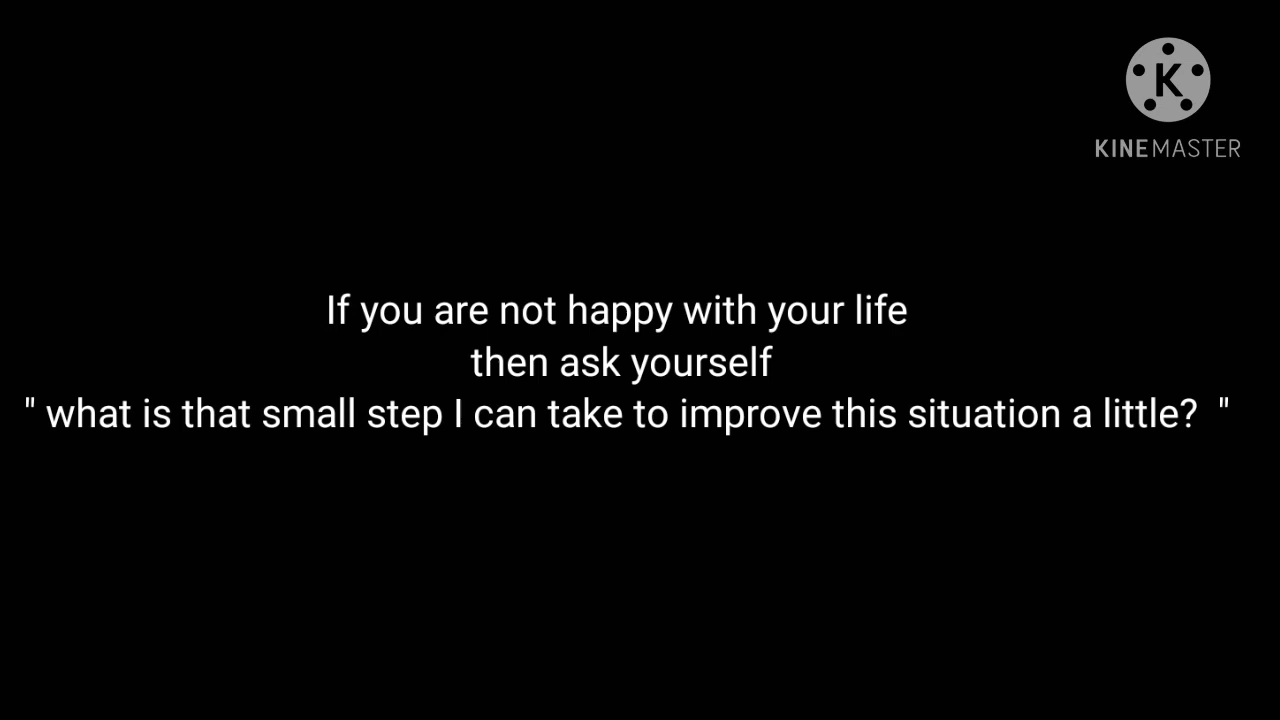 K
KINEMASTER
If you are not happy with your life
then ask yourself
" what is that small step I can take to improve this situation a little?  "